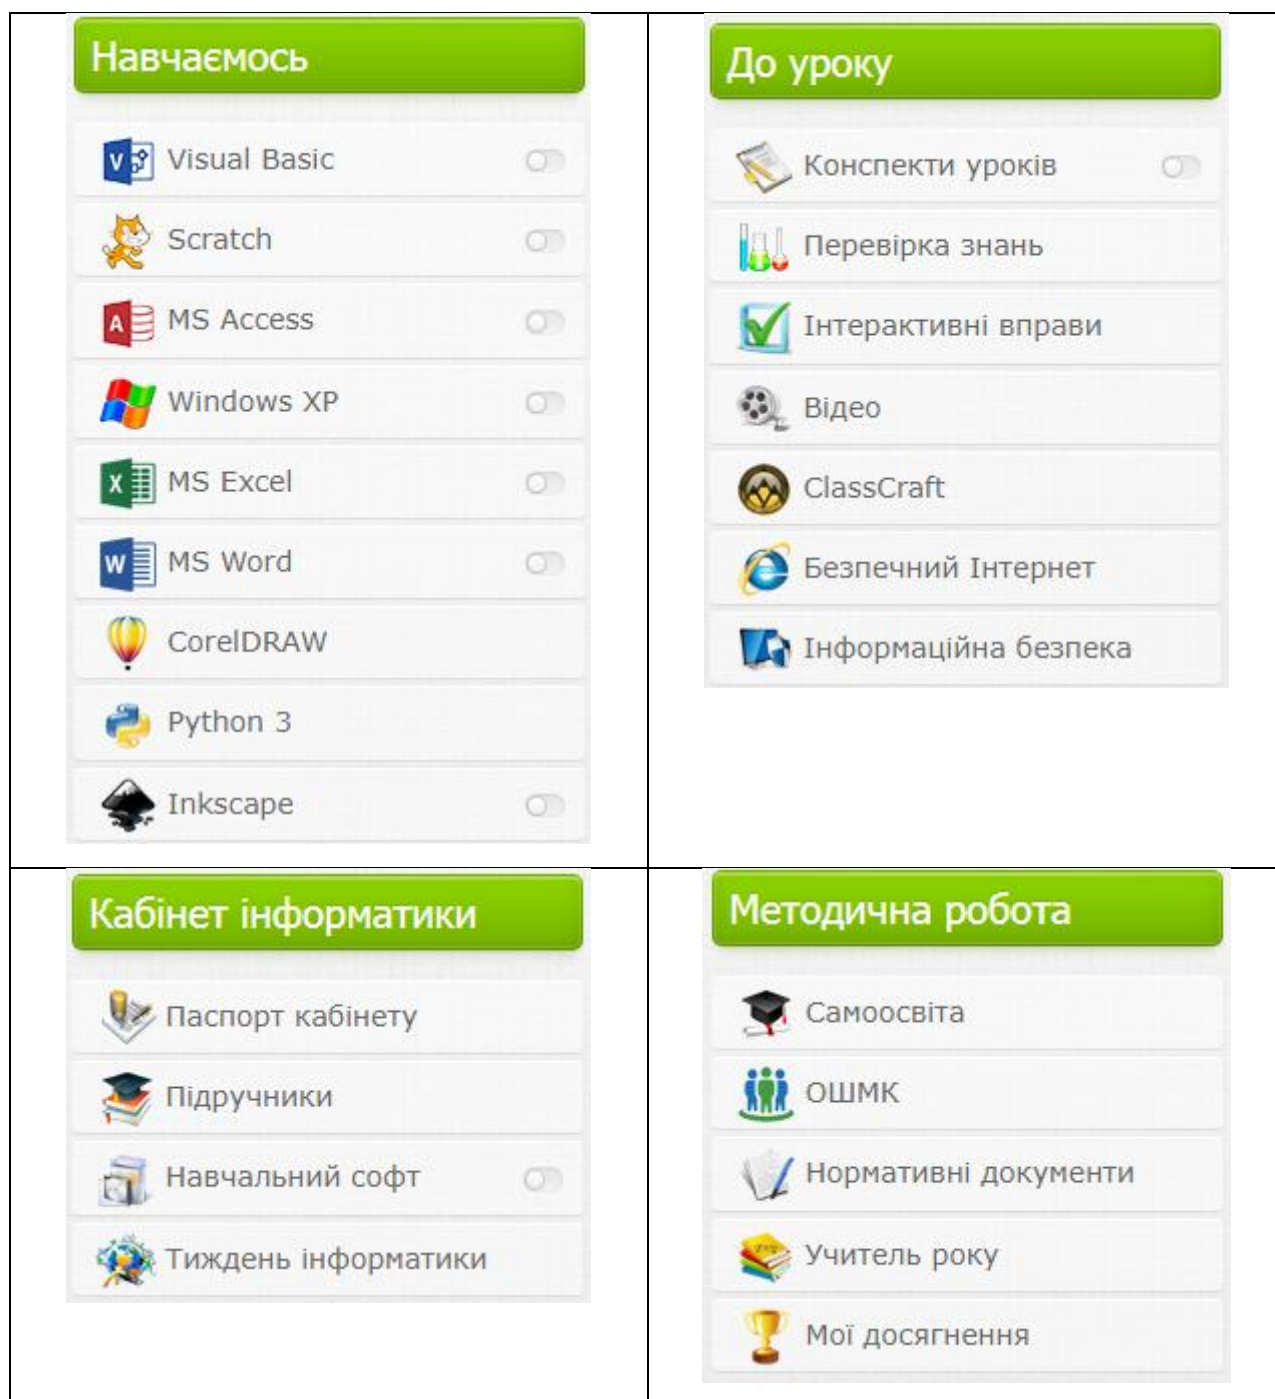 Навчаємось
Visual Basic
Scratch
MS Access
Windows XP
MS Excel
MS Word
CorelDRAW
Python 3
Inkscape
До уроку
Конспекти уроків
Перевірка знань
Інтерактивні вправи
Відео
ClassCraft
Безпечний Інтернет
Інформаційна безпека
Кабінет інформатики
Паспорт кабінету
Підручники
Навчальний софт
Тиждень інформатики
Методична робота
Самоосвіта
ОШМК
Нормативні документи
Учитель року
Мої досягнення